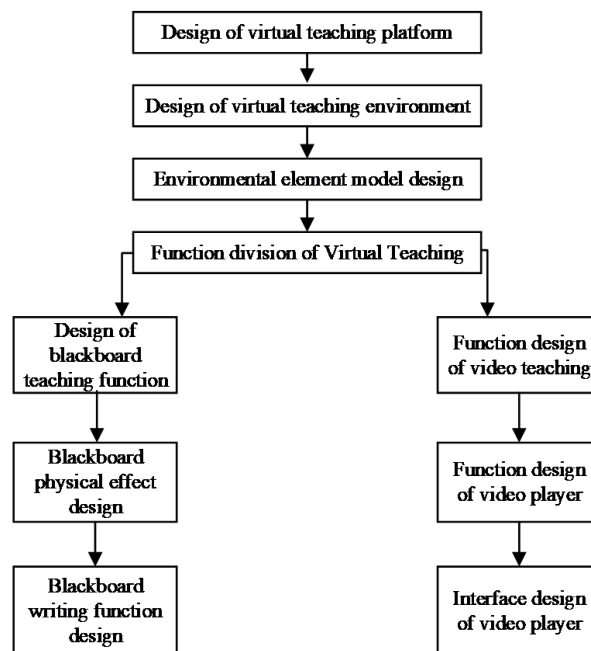 Design of virtual teaching platform
Design of virtual teaching environment
Environmental element model design
Function division of Virtual Teaching
Design of
blackboard
teaching function
Function design
of video teaching
Blackboard
physical effect
design
Function design
of video player
Blackboard
writing function
design
Interface design
of video player